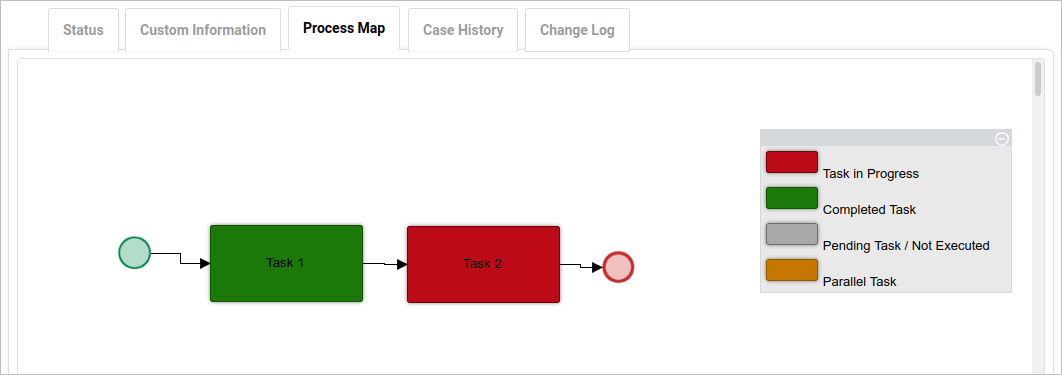 Status
Custom Information
Process Map
Case History
Change Log
Task 1
Task 2
Task in Progress
Completed Task
Pending Task / Not Executed
Parallel Task